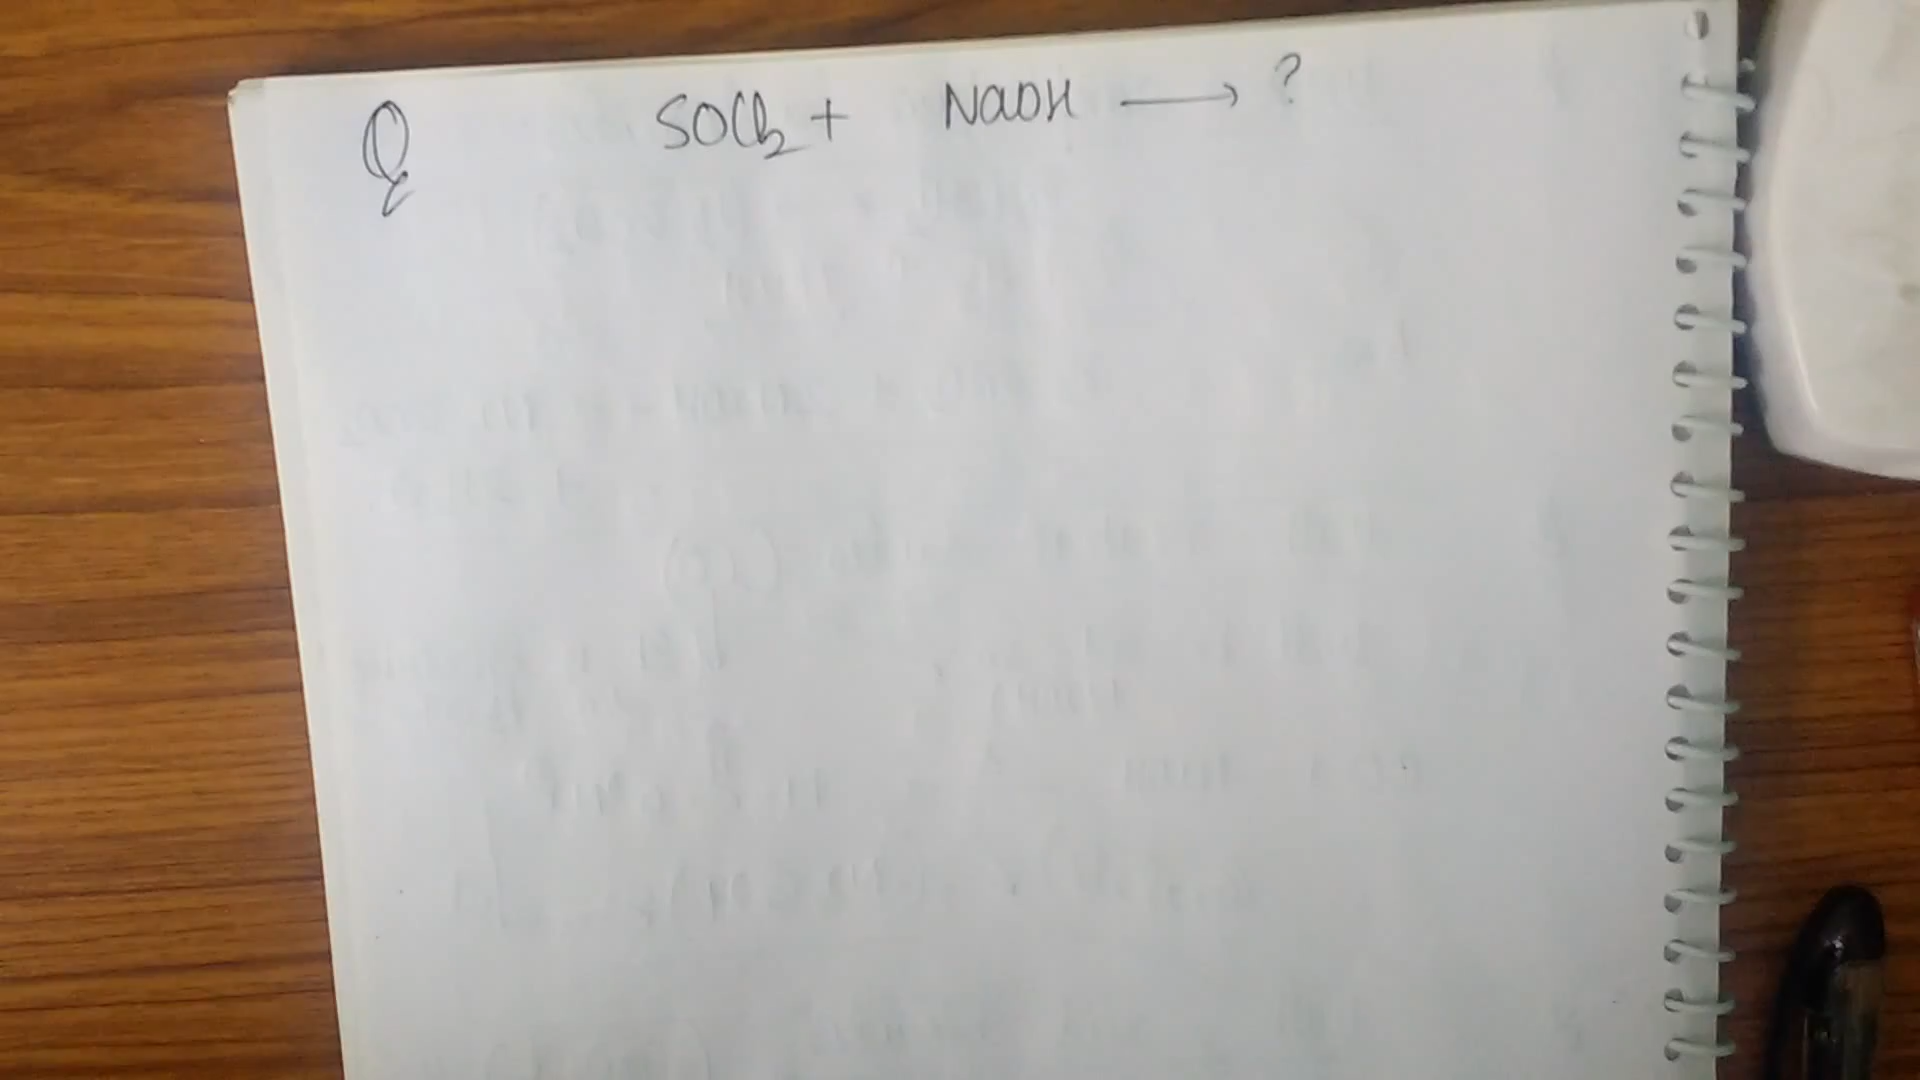 Q SOCl2 + NaOH ⟶ ?